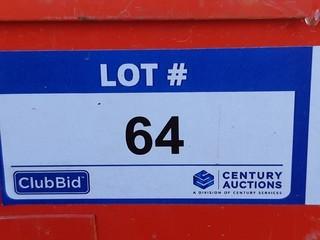 LOT #
64
ClubBid
CENTURY
AUCTIONS
A DIVISION OF CENTURY SERVICES